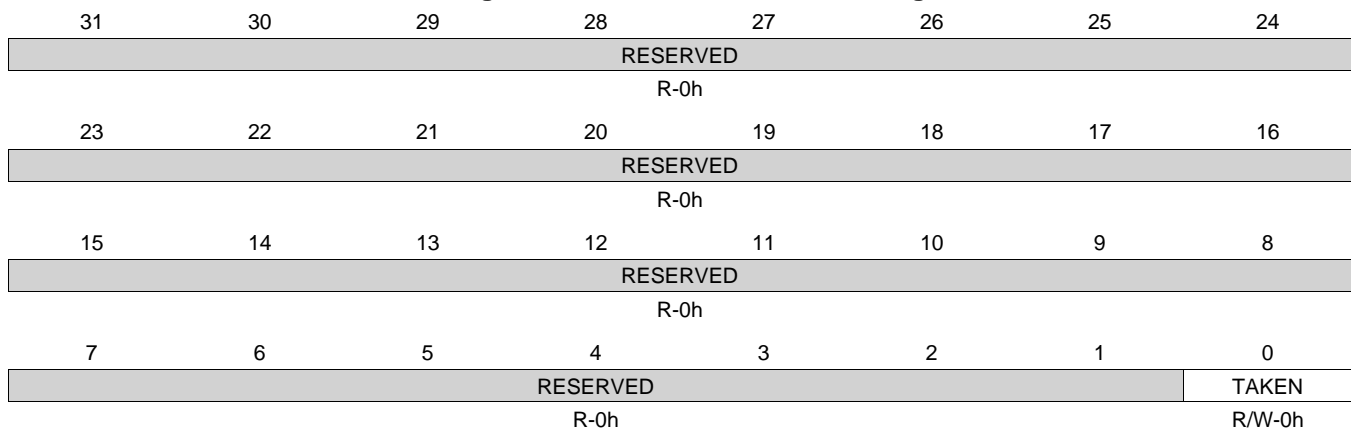 31 30 29 28 27 26 25 24
RESERVED
R-0h
23 22 21 20 19 18 17 16
RESERVED
R-0h
15 14 13 12 11 10 9 8
RESERVED
R-0h
7 6 5 4 3 2 1 0
RESERVED TAKEN
R-0h R/W-0h